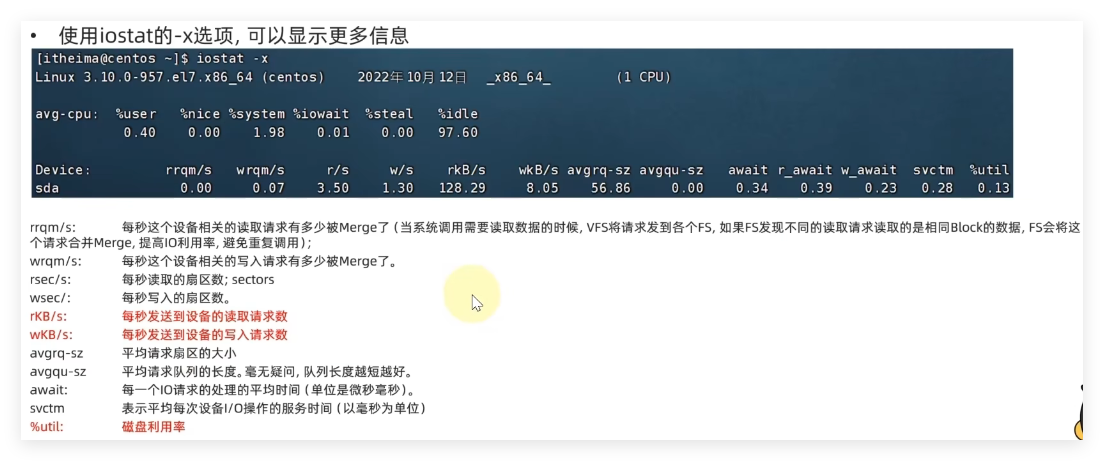 • 使用iostat的-x选项, 可以显示更多信息
[itheima@centos ~]$ iostat -x
Linux 3.10.0-957.el7.x86_64 (centos) 2022年10月12日 _x86_64_ (1 CPU)
avg-cpu: %user %nice %system %iowait %steal %idle
0.40 0.00 1.98 0.01 0.00 97.60
Device: rrqm/s wrqm/s r/s w/s rkB/s wkB/s avgrq-sz avgqu-sz await r_await w_await svctm %util
sda 0.00 0.07 3.50 1.30 128.29 8.05 56.86 0.00 0.34 0.39 0.23 0.28 0.13
rrqm/s: 每秒这个设备相关的读取请求有多少被Merge了 (当系统调用需要读取数据的时候, VFS将请求发到各个FS, 如果FS发现不同的读取请求读取的是相同Block的数据, FS会将这
个请求合并Merge, 提高IO利用率, 避免重复调用) ;
wrqm/s: 每秒这个设备相关的写入请求有多少被Merge了。
rsec/s: 每秒读取的扇区数; sectors
wsec/: 每秒写入的扇区数。
rKB/s: 每秒发送到设备的读取请求数
wKB/s: 每秒发送到设备的写入请求数
avgrq-sz 平均请求扇区的大小
avgqu-sz 平均请求队列的长度。毫无疑问, 队列长度越短越好。
await: 每一个IO请求的处理的平均时间 (单位是微秒毫秒)。
svctm 表示平均每次设备I/O操作的服务时间 (以毫秒为单位)
%util: 磁盘利用率